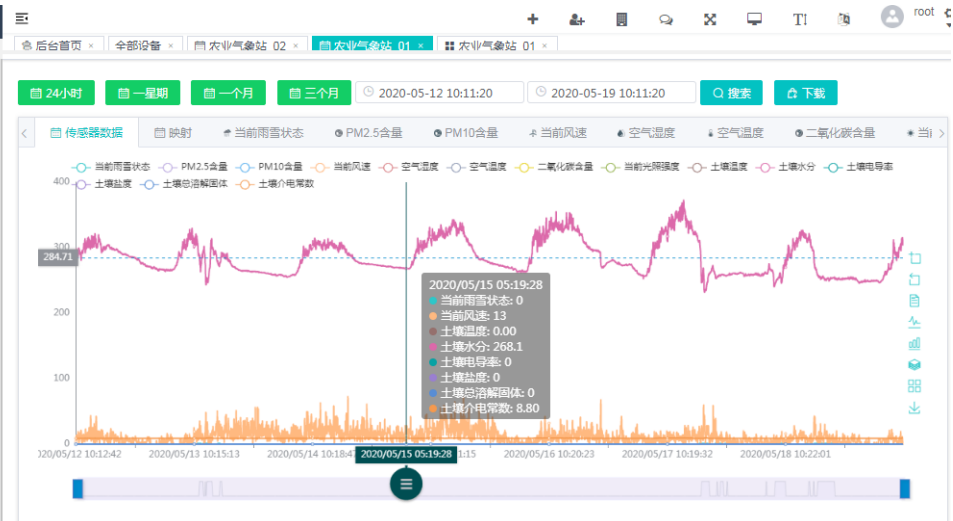 root
后台首页 × 全部设备 × 农业气象站_02 × 农业气象站_01 × 农业气象站_01 ×
24小时 一星期 一个月 三个月 2020-05-12 10:11:20 2020-05-19 10:11:20 搜索 下载
传感器数据 映射 当前雨雪状态 PM2.5含量 PM10含量 当前风速 空气湿度 空气温度 二氧化碳含量
当前雨雪状态 PM2.5含量 PM10含量 当前风速 空气湿度 空气温度 二氧化碳含量 当前光照强度 土壤温度 土壤水分 土壤电导率
土壤盐度 土壤总溶解固体 土壤介电常数
400
300
284.71
200
100
0
2020/05/15 05:19:28
当前雨雪状态: 0
当前风速: 13
土壤温度: 0.00
土壤水分: 268.1
土壤电导率: 0
土壤盐度: 0
土壤总溶解固体: 0
土壤介电常数: 8.80
2020/05/13 10:15:13 2020/05/15 05:19:28 2020/05/16 10:20:23 2020/05/17 10:19:32 2020/05/18 10:22:01